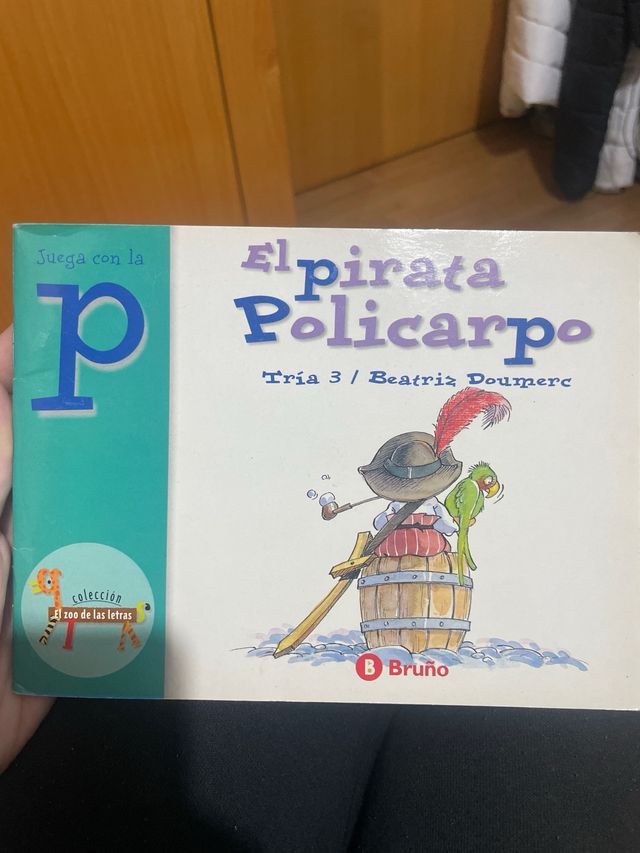 Juega con la
p
El pirata
Policarpo
Tría 3 / Beatriz Doumerc
colección
El zoo de las letras
B Bruño